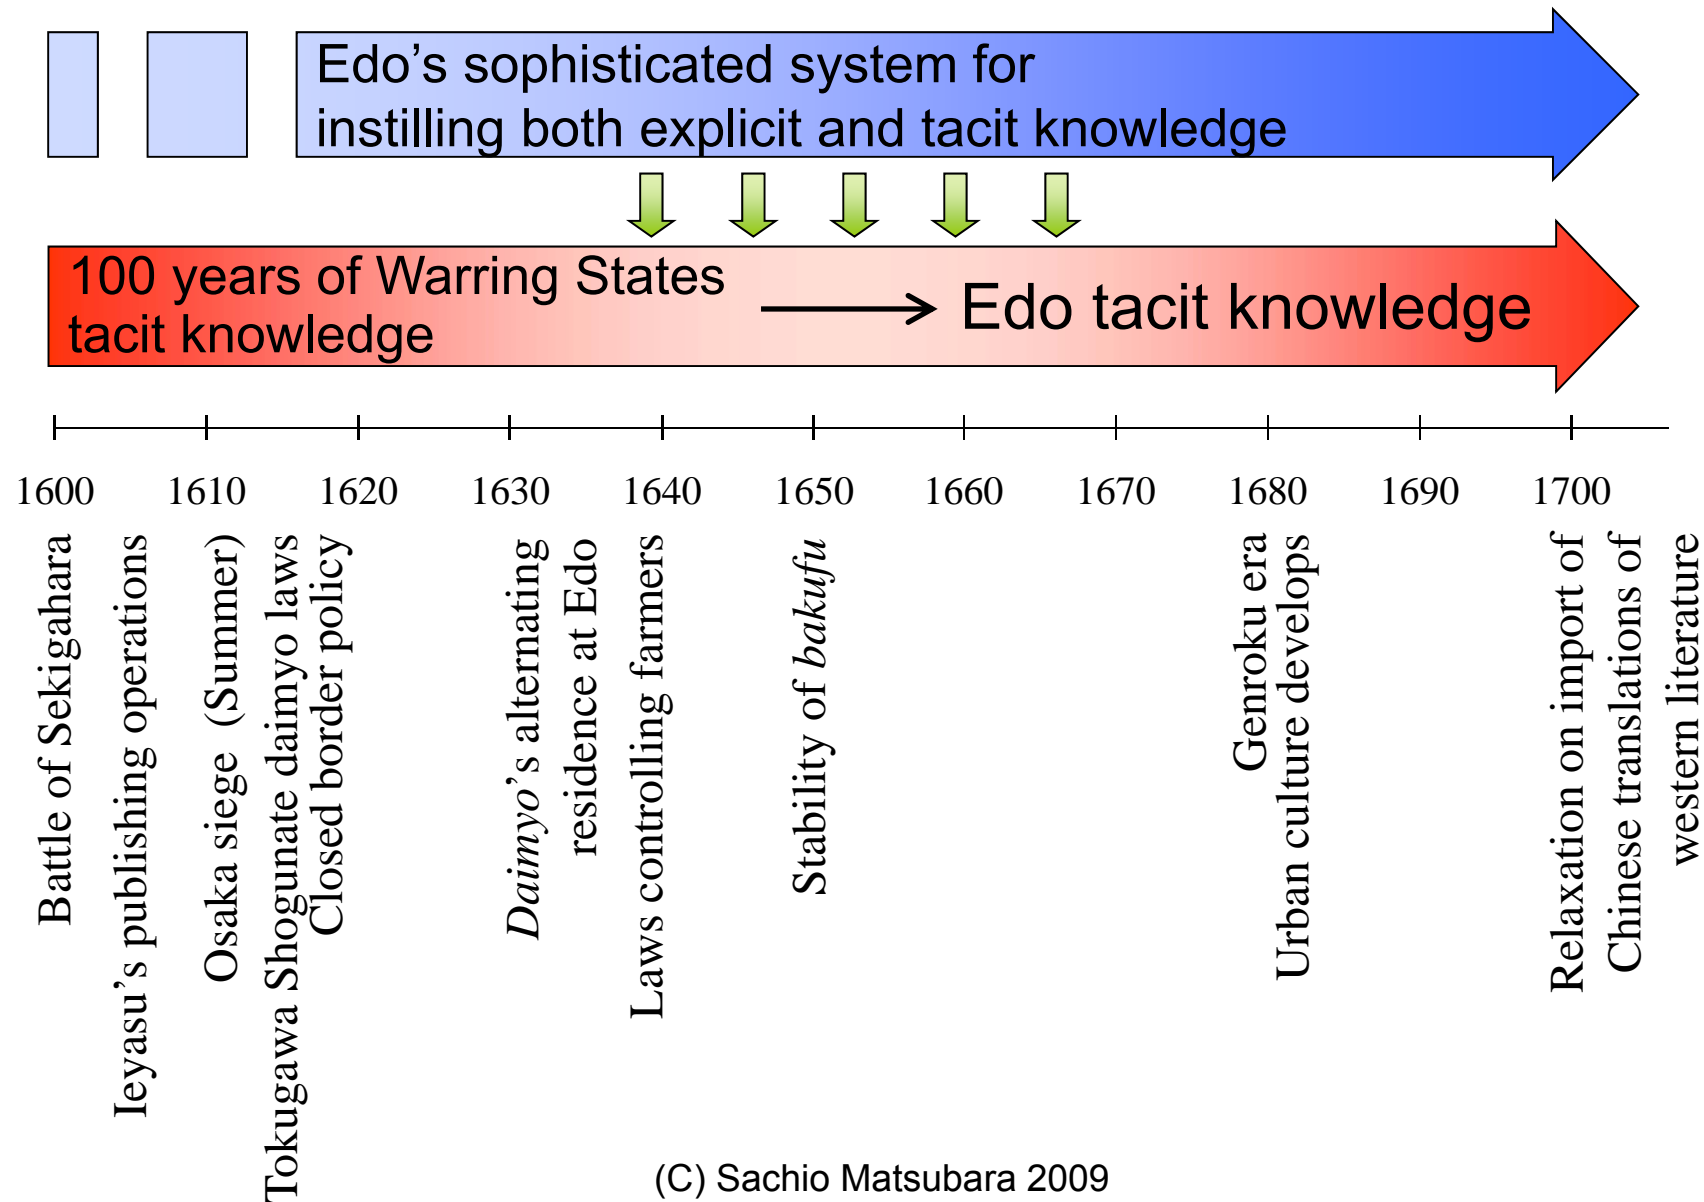 Edo's sophisticated system for
instilling both explicit and tacit knowledge
100 years of Warring States
tacit knowledge
Edo tacit knowledge
1600 1610 1620 1630 1640 1650 1660 1670 1680 1690 1700
Battle of Sekigahara
Ieyasu's publishing operations
Osaka siege (Summer)
Tokugawa Shogunate daimyo laws
Closed border policy
Daimyo's alternating
residence at Edo
Laws controlling farmers
Stability of bakufu
Genroku era
Urban culture develops
Relaxation on import of
Chinese translations of
western literature
(C) Sachio Matsubara 2009